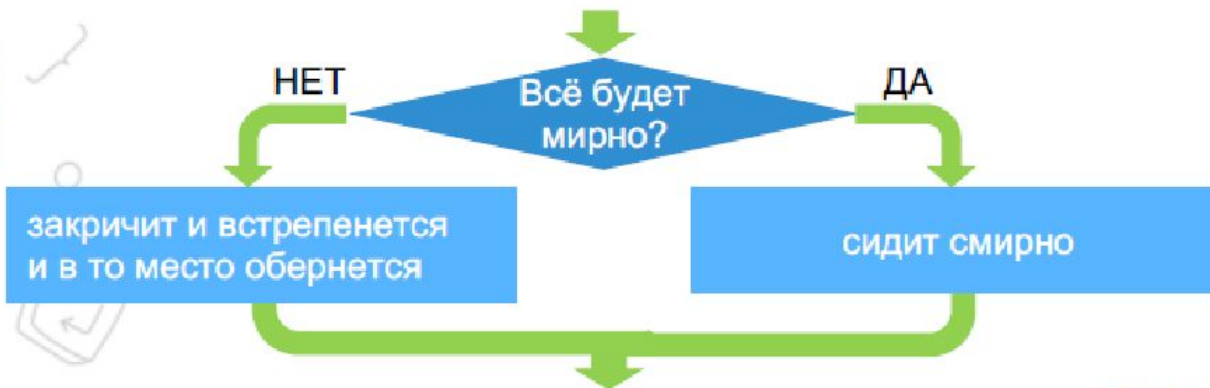 НЕТ
Всё будет
мирно?
ДА
закричит и встрепенется
и в то место обернется
сидит смирно